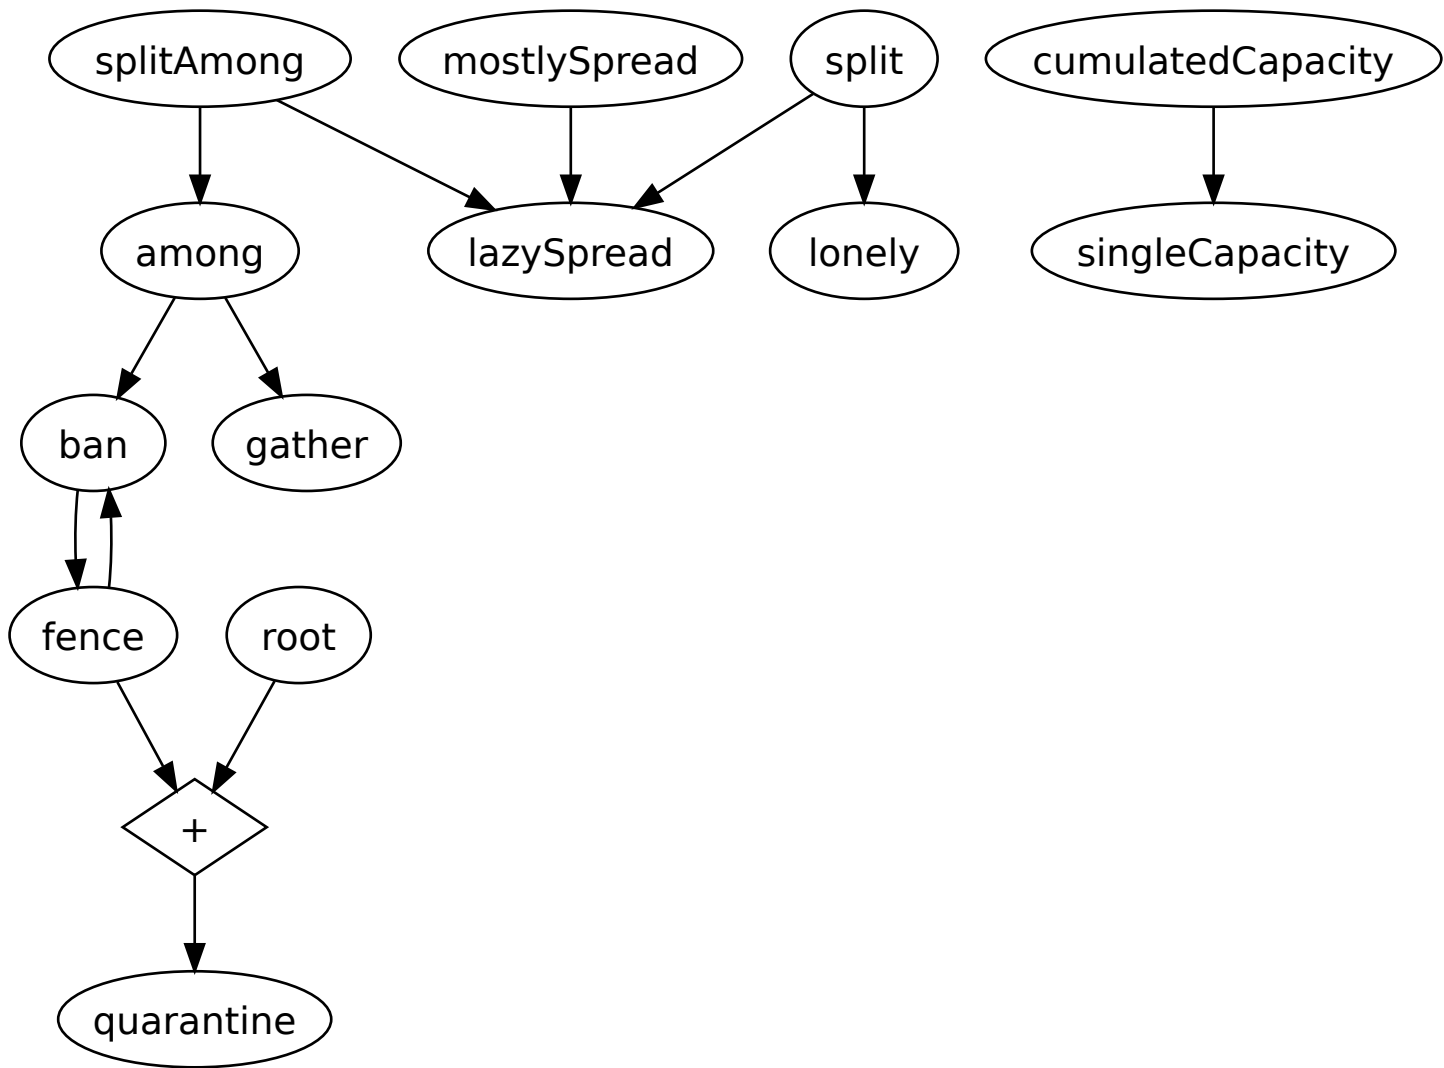 splitAmong
mostlySpread
split
cumulatedCapacity
among
lazySpread
lonely
singleCapacity
ban
gather
fence
root
+
quarantine